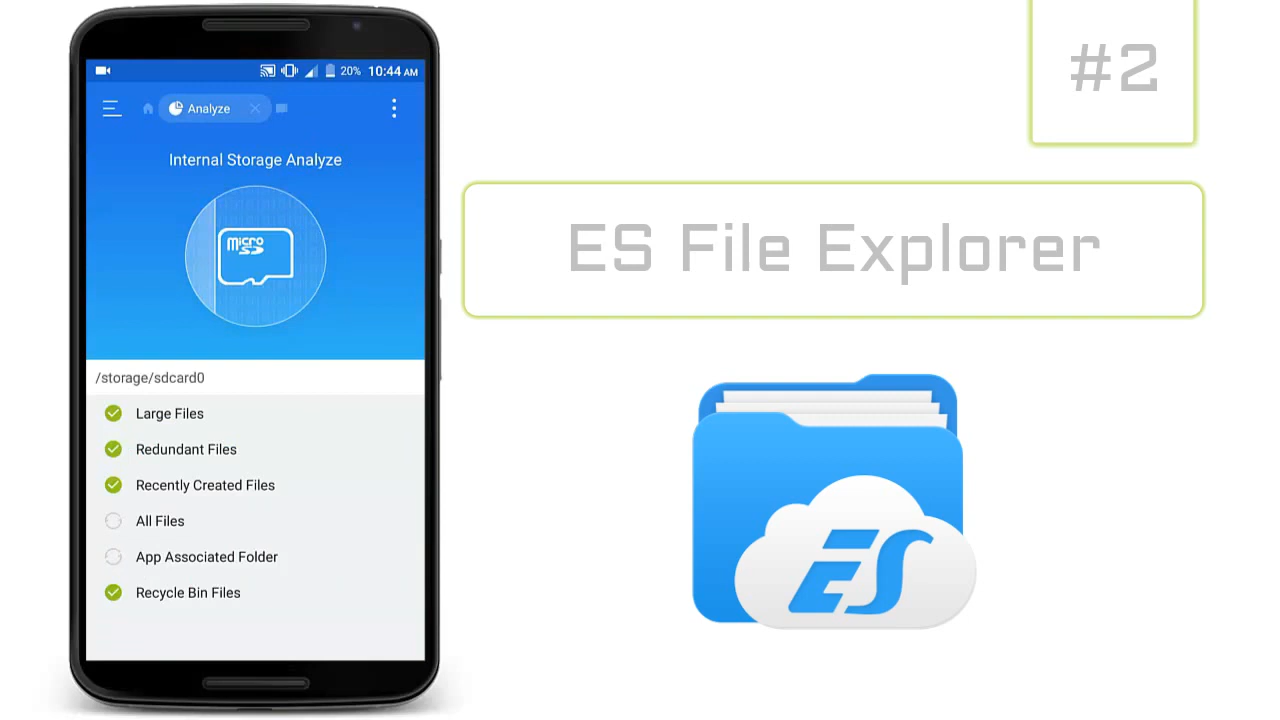 20% 10:44 AM
Analyze
Internal Storage Analyze
Micro
SD
/storage/sdcard0
Large Files
Redundant Files
Recently Created Files
All Files
App Associated Folder
Recycle Bin Files
#2
ES File Explorer
ES